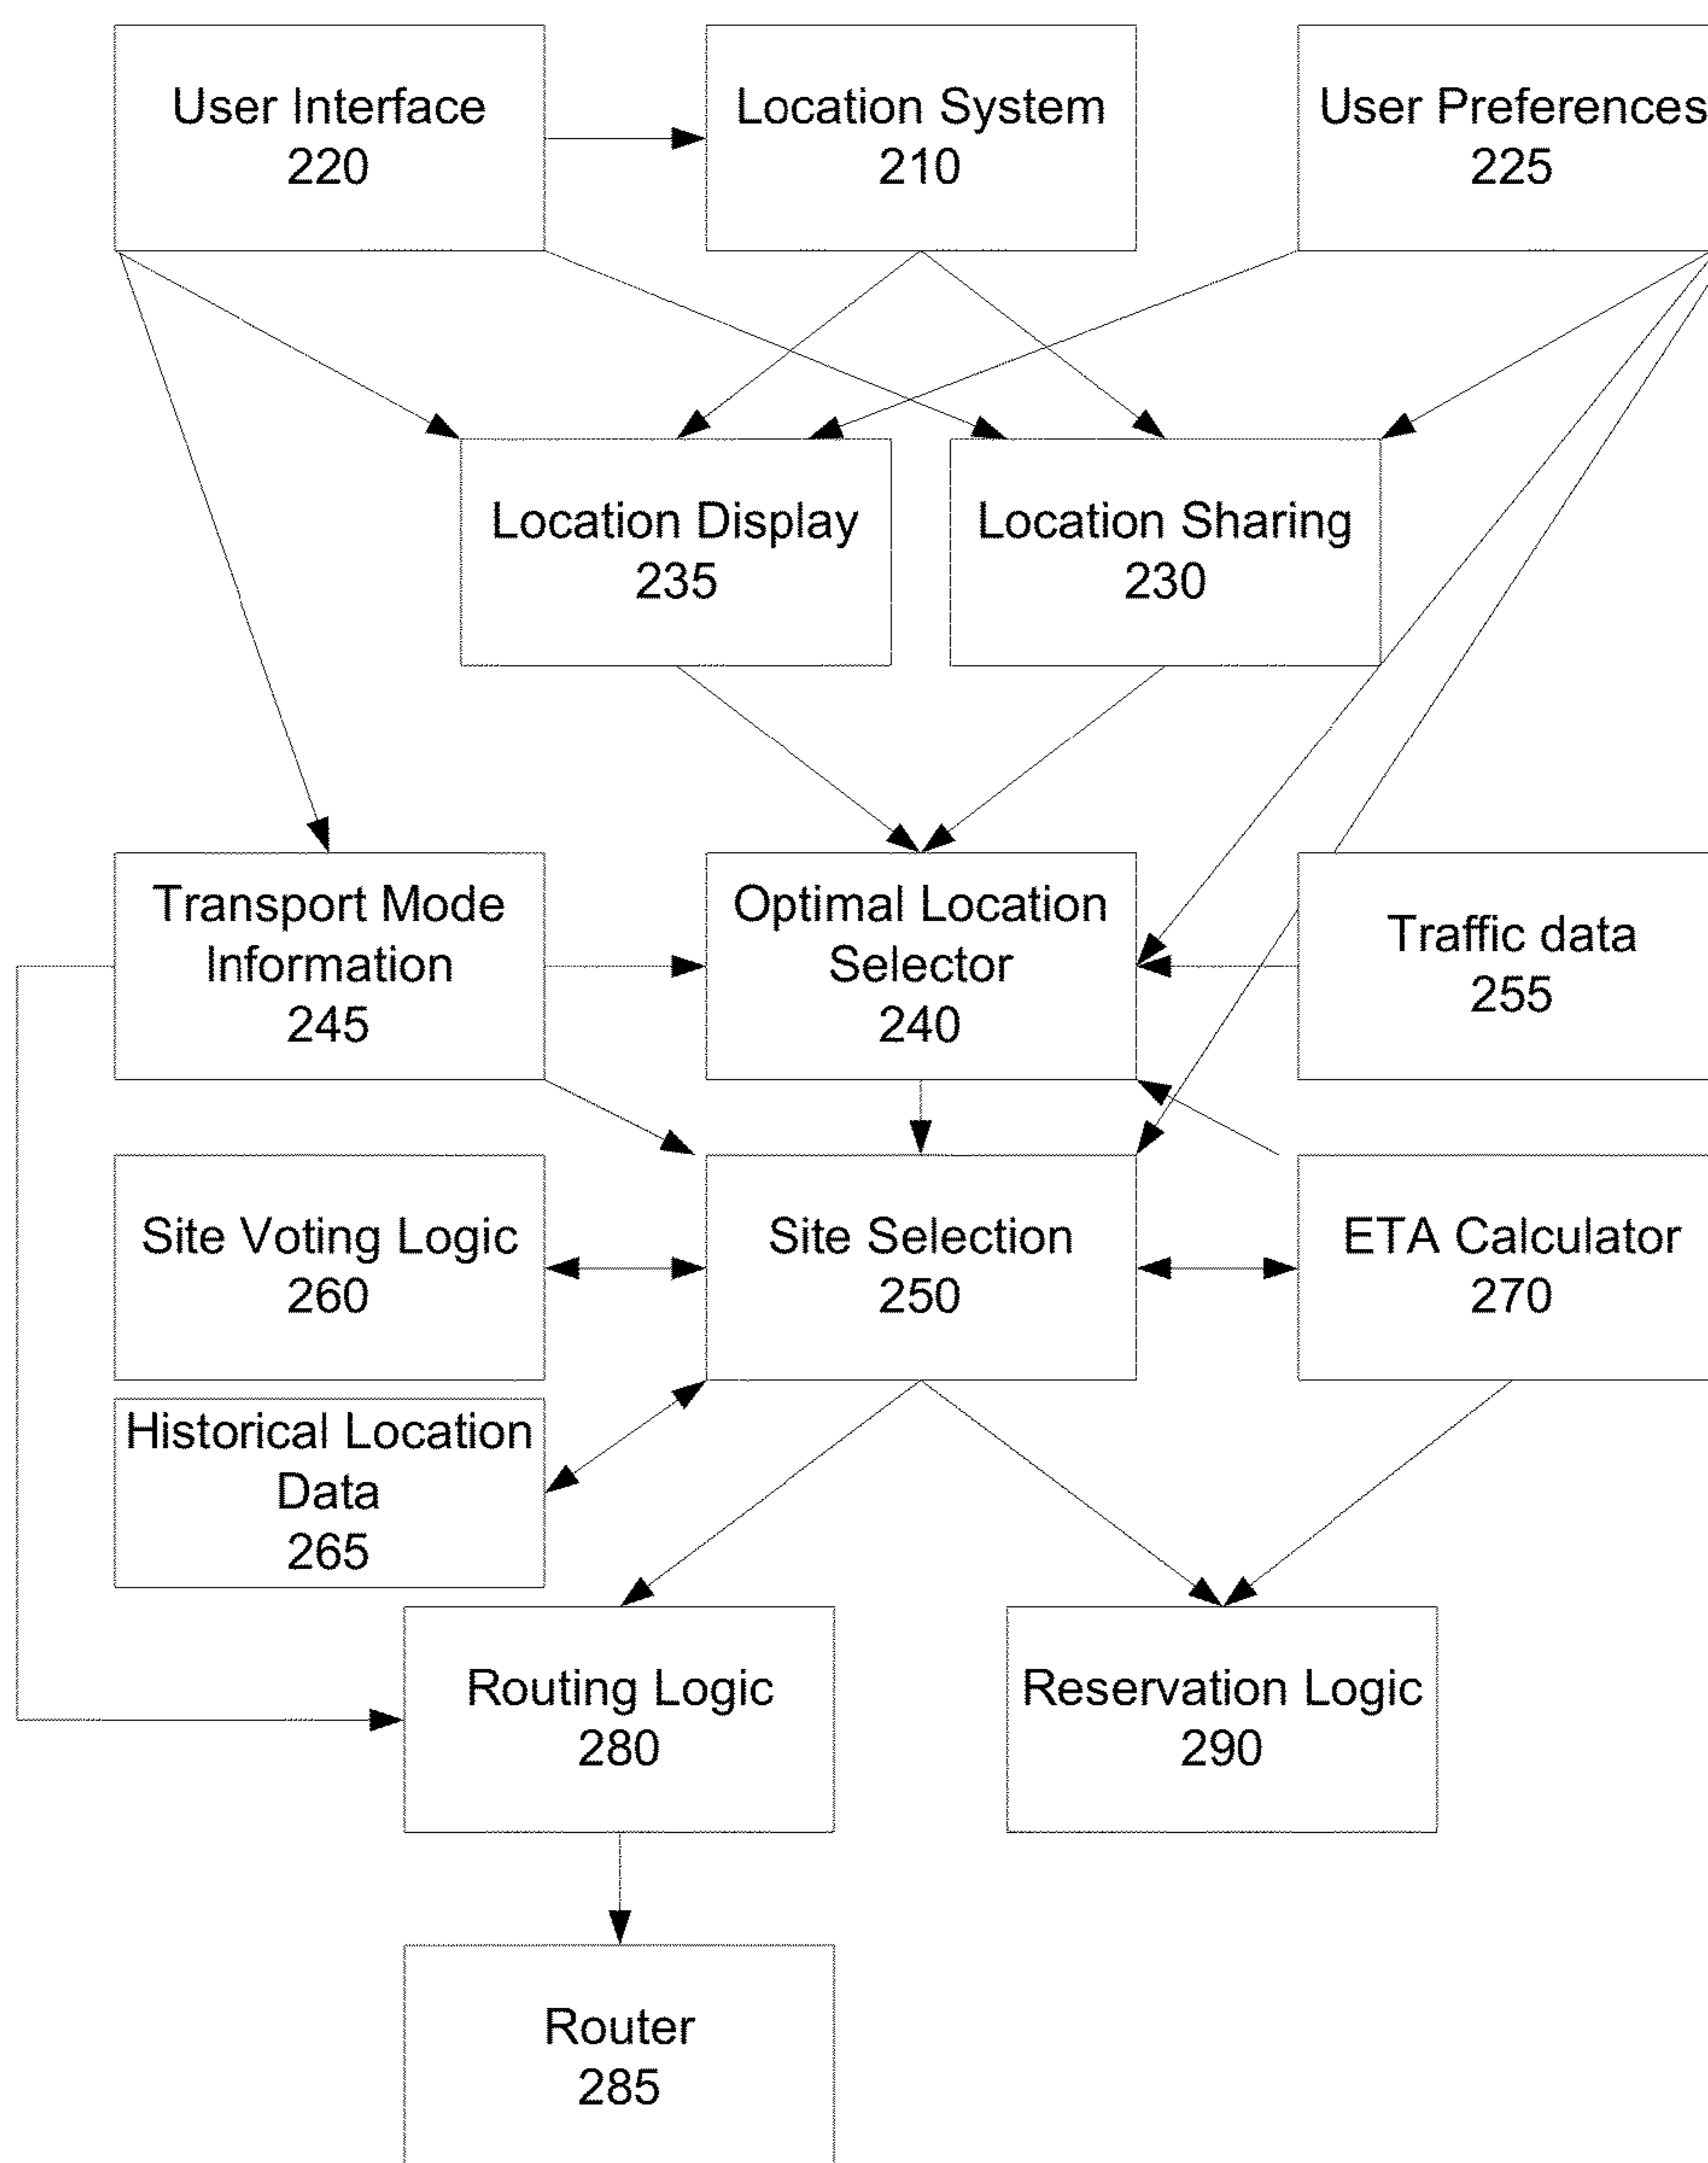 User Interface
220
Location System
210
User Preferences
225
Location Display
235
Location Sharing
230
Transport Mode
Information
245
Optimal Location
Selector
240
Traffic data
255
Site Voting Logic
260
Site Selection
250
ETA Calculator
270
Historical Location
Data
265
Routing Logic
280
Reservation Logic
290
Router
285